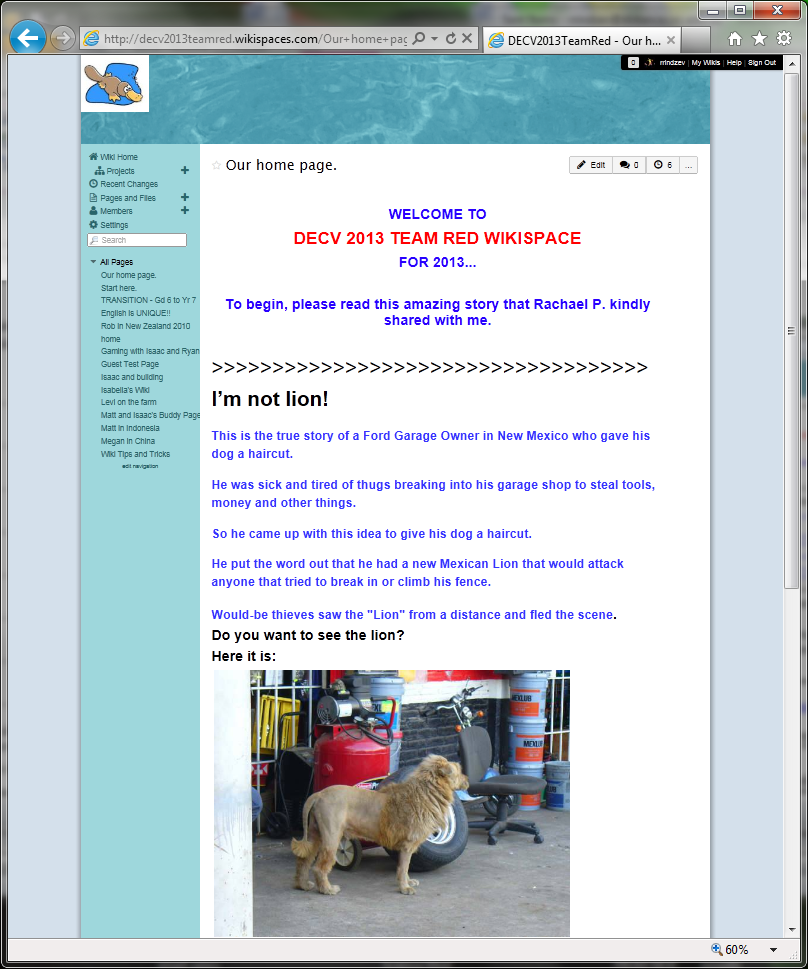 http://decv2013teamred.wikispaces.com/Our+home+pag
DECV2013TeamRed - Our h...
0 rrindzev | My Wikis | Help | Sign Out
Wiki Home
Projects
Recent Changes
Pages and Files
Members
Settings
Search
All Pages
Our home page.
Start here.
TRANSITION - Gd 6 to Yr 7
English is UNIQUE!!
Rob in New Zealand 2010
home
Gaming with Isaac and Ryan
Guest Test Page
Isaac and building
Isabella's Wiki
Levi on the farm
Matt and Isaac's Buddy Page
Matt in Indonesia
Megan in China
Wiki Tips and Tricks
edit navigation
Our home page.
Edit 0 6 ...
WELCOME TO
DECV 2013 TEAM RED WIKISPACE
FOR 2013...
To begin, please read this amazing story that Rachael P. kindly
shared with me.
>>>>>>>>>>>>>>>>>>>>>>>>>>>>>>>>>>>>
I'm not lion!
This is the true story of a Ford Garage Owner in New Mexico who gave his
dog a haircut.
He was sick and tired of thugs breaking into his garage shop to steal tools,
money and other things.
So he came up with this idea to give his dog a haircut.
He put the word out that he had a new Mexican Lion that would attack
anyone that tried to break in or climb his fence.
Would-be thieves saw the "Lion" from a distance and fled the scene.
Do you want to see the lion?
Here it is:
MEXLUB
MEXLUB
60%